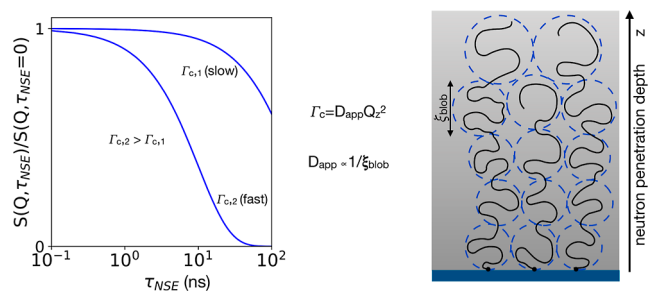 S(Q,τNSE)/S(Q,τNSE=0)
1
0
10⁻¹
10⁰
10¹
10²
τNSE (ns)
Γc,1 (slow)
Γc,2 > Γc,1
Γc,2 (fast)
Γc=DappQz²
Dapp ∝1/ξblob
ξblob
z
neutron penetration depth